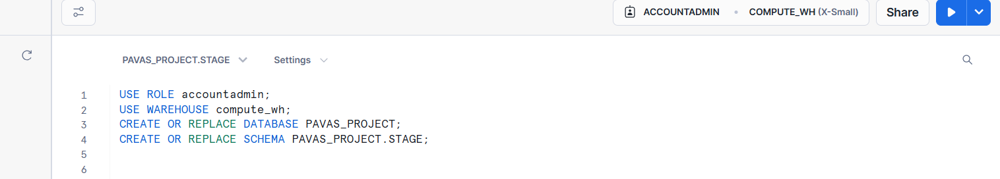 ACCOUNTADMIN • COMPUTE_WH (X-Small) Share
PAVAS_PROJECT.STAGE Settings
1 USE ROLE accountadmin;
2 USE WAREHOUSE compute_wh;
3 CREATE OR REPLACE DATABASE PAVAS_PROJECT;
4 CREATE OR REPLACE SCHEMA PAVAS_PROJECT.STAGE;
5
6